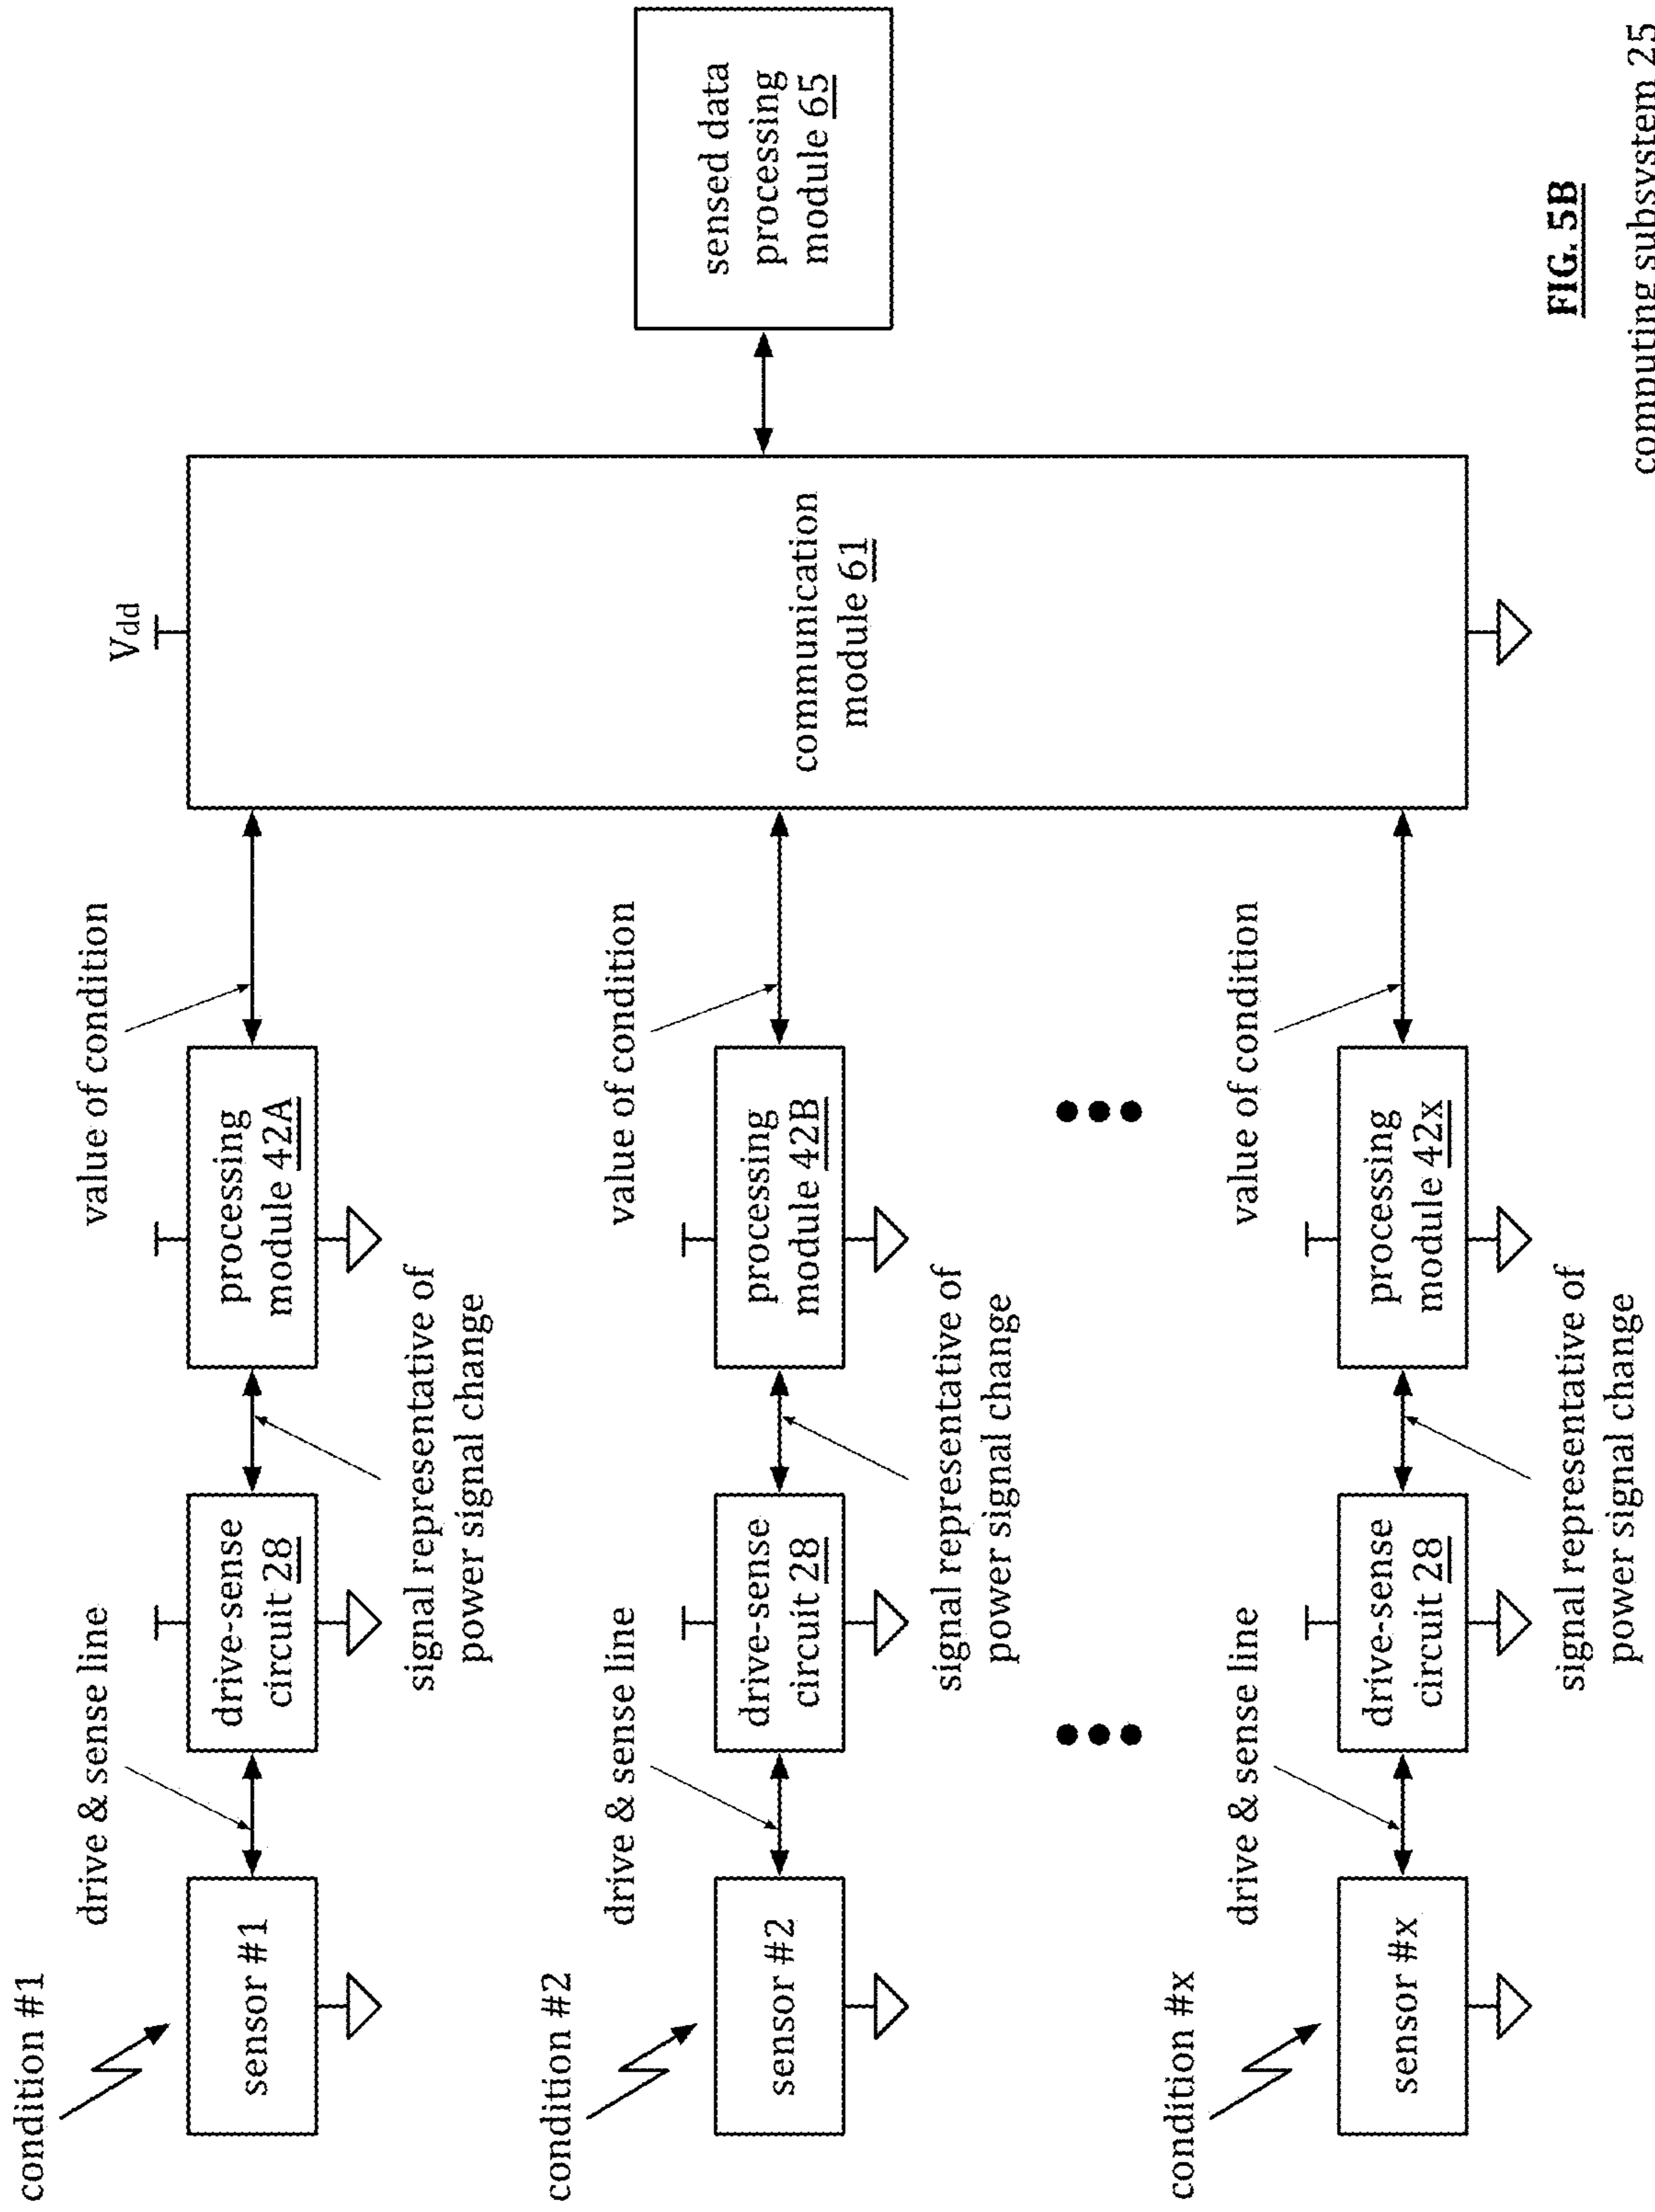 condition #1
drive & sense line
value of condition
Vdd
sensor #1
drive-sense
circuit 28
processing
module 42A
signal representative of
power signal change
condition #2
drive & sense line
value of condition
sensor #2
drive-sense
circuit 28
processing
module 42B
signal representative of
power signal change
communication
module 61
sensed data
processing
module 65
condition #x
drive & sense line
value of condition
sensor #x
drive-sense
circuit 28
processing
module 42x
signal representative of
power signal change
FIG. 5B
computing subsystem 25